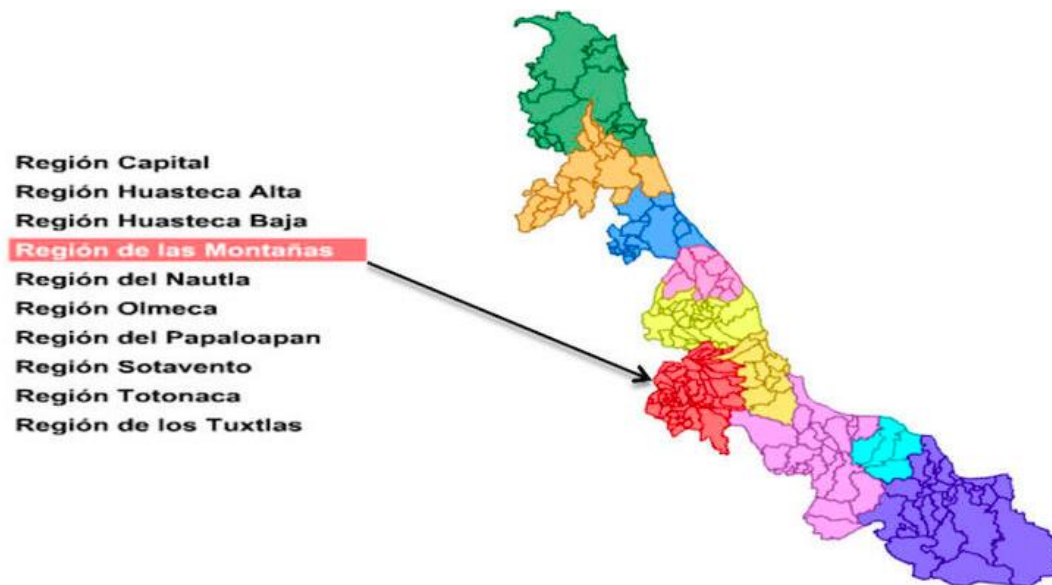 Región Capital
Región Huasteca Alta
Región Huasteca Baja
Región de las Montañas
Región del Nautla
Región Olmeca
Región del Papaloapan
Región Sotavento
Región Totonaca
Región de los Tuxtlas